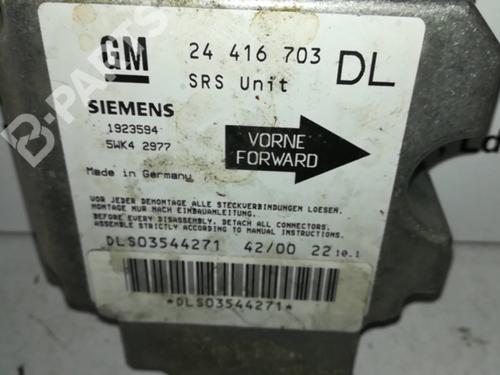 GM 24 416 703 DL
SRS Unit
SIEMENS
1923594
5WK4 2977
VORNE
FORWARD
Made in Germany
VOR JEDER DEMONTAGE ALLE STECKVERBINDUNGEN LOESEN.
MONTAGE NUR NACH EINBAUANLEITUNG.
BEFORE EVERY DISASSEMBLY, DETACH ALL CONNECTORS.
ASSEMBLE STRICTLY ACCORDING TO MANUAL INSTRUCTIONS.
DLS03544271 42/00 22 10.1
*DLS03544271*